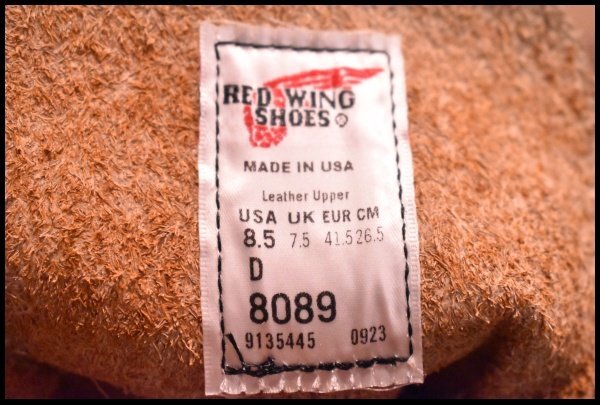 RED WING
SHOES®
MADE IN USA
Leather Upper
USA UK EUR CM
8.5 7.5 41.5 26.5
D
8089
9135445 0923